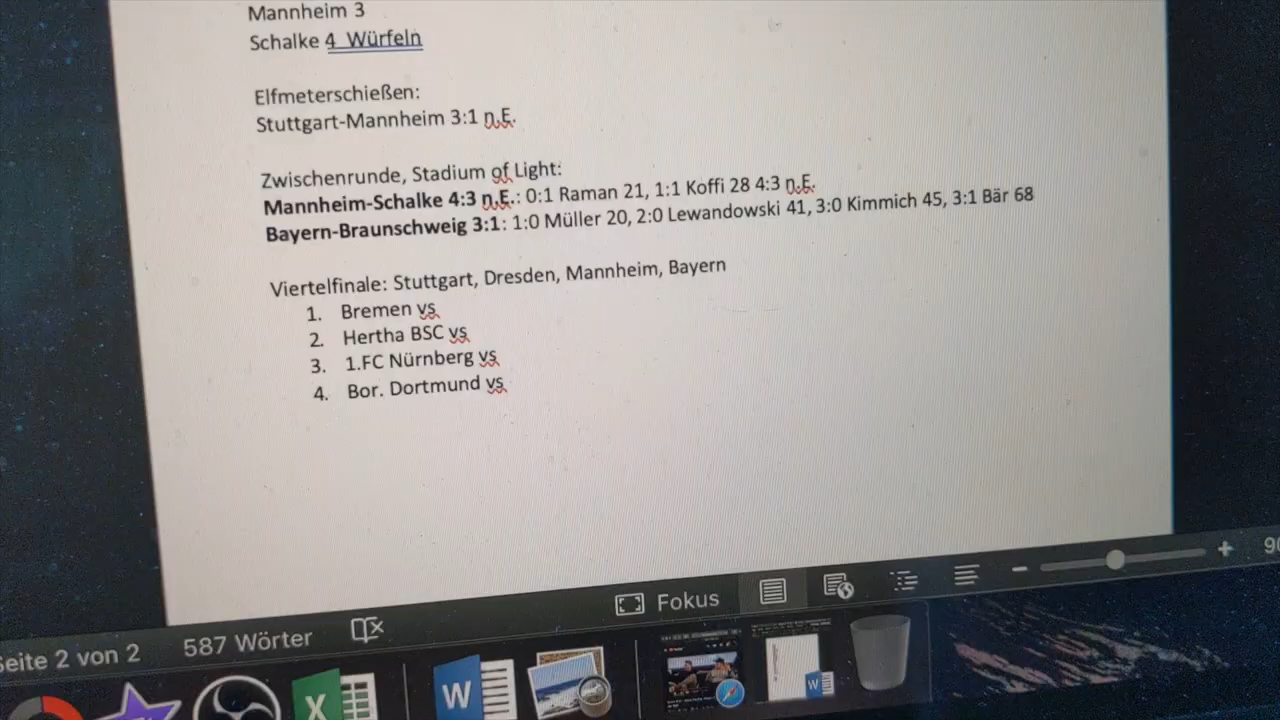 Mannheim 3
Schalke 4 Würfeln
Elfmeterschießen:
Stuttgart-Mannheim 3:1 n.E.
Zwischenrunde, Stadium of Light:
Mannheim-Schalke 4:3 n.E.: 0:1 Raman 21, 1:1 Koffi 28 4:3 n.E.
Bayern-Braunschweig 3:1: 1:0 Müller 20, 2:0 Lewandowski 41, 3:0 Kimmich 45, 3:1 Bär 68
Viertelfinale: Stuttgart, Dresden, Mannheim, Bayern
1. Bremen vs
2. Hertha BSC vs
3. 1.FC Nürnberg vs
4. Bor. Dortmund vs
Fokus
eite 2 von 2 587 Wörter
X W W